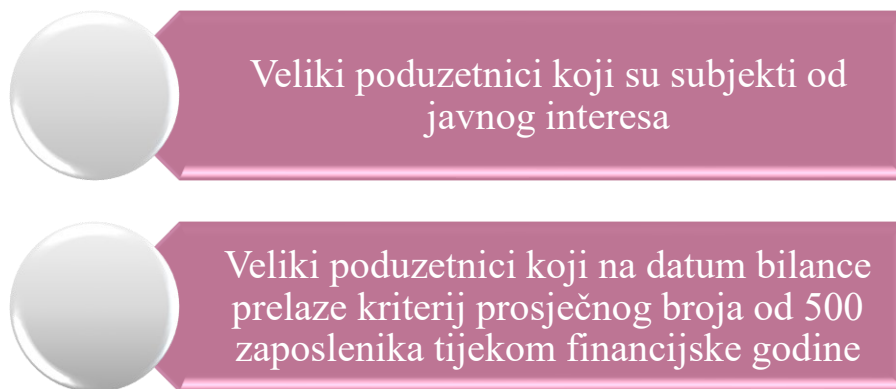 Veliki poduzetnici koji su subjekti od
javnog interesa
Veliki poduzetnici koji na datum bilance
prelaze kriterij prosječnog broja od 500
zaposlenika tijekom financijske godine